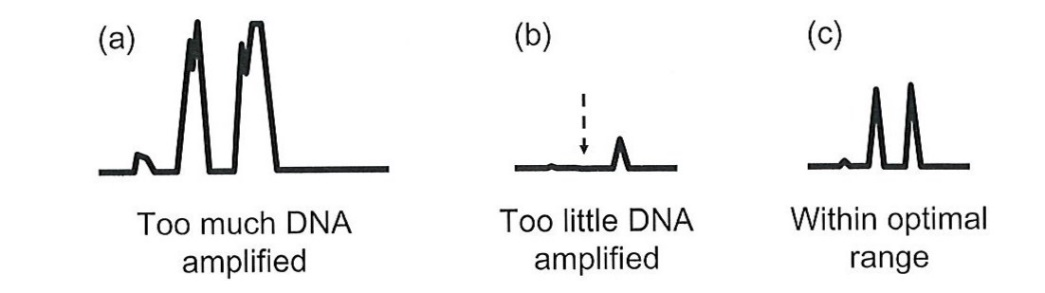 (a)
Too much DNA
amplified
(b)
Too little DNA
amplified
(c)
Within optimal
range